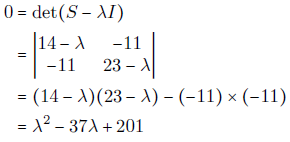 0 = det(S − λI)
= |14 − λ −11|
|−11 23 − λ|
= (14 − λ)(23 − λ) − (−11) × (−11)
= λ² − 37λ + 201